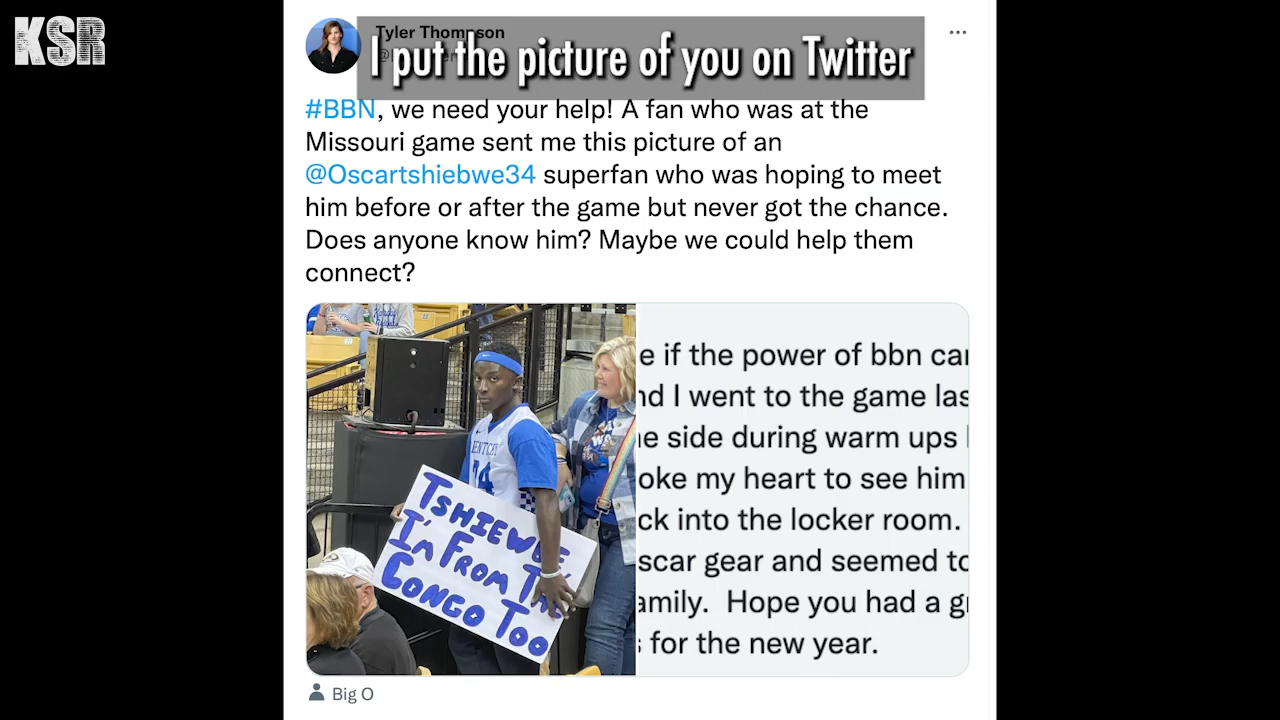 KSR
Tyler Thompson
I put the picture of you on Twitter
#BBN, we need your help! A fan who was at the
Missouri game sent me this picture of an
@Oscartshiebwe34 superfan who was hoping to meet
him before or after the game but never got the chance.
Does anyone know him? Maybe we could help them
connect?
TSHIEWBE,
I'm From The
Congo Too
e if the power of bbn can
nd I went to the game las
e side during warm ups
oke my heart to see him
ck into the locker room.
scar gear and seemed to
amily. Hope you had a g
for the new year.
Big O